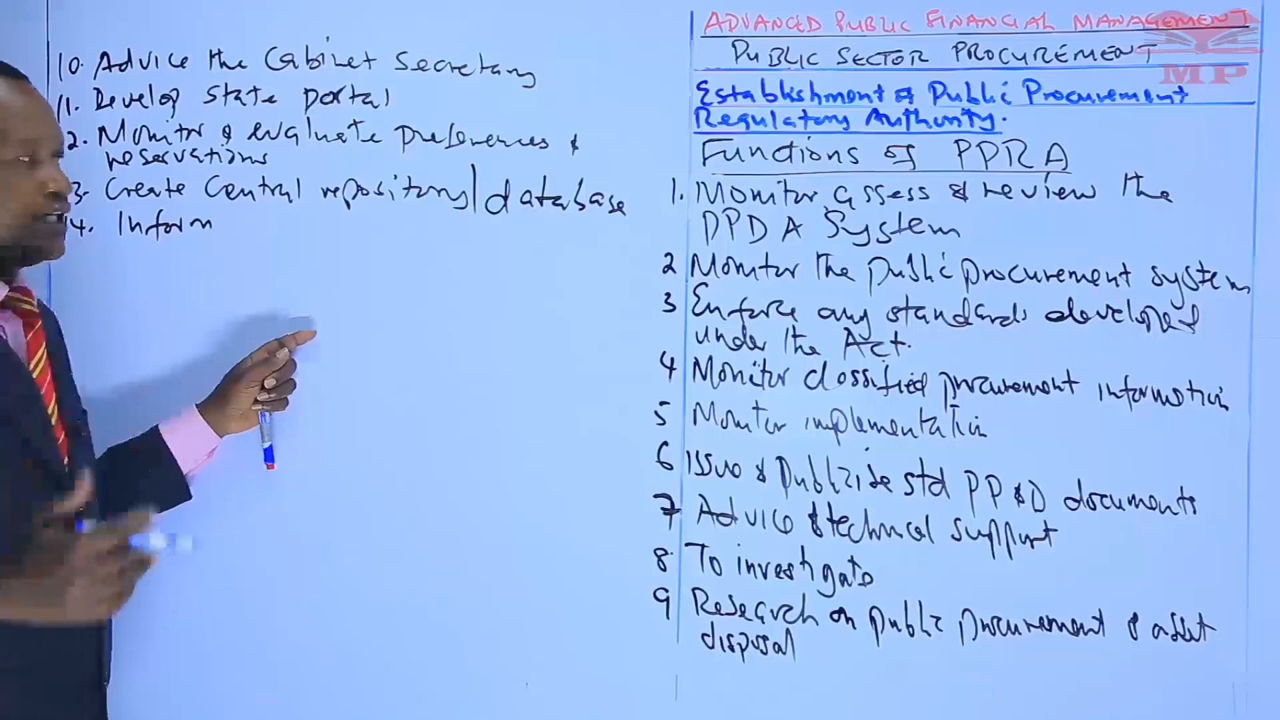 ADVANCED PUBLIC FINANCIAL MANAGEMENT
PUBLIC SECTOR PROCUREMENT
Establishment of Public Procurement
Regulatory Authority.
FUNCTIONS OF PPRA
1. Monitor assess & review the
PPDA System
2 Monitor the public procurement system
3 Enforce any standards developed
under the Act.
4 Monitor classified procurement information
5 Monitor implementation
6 Issue & publicise std PP&D documents
7 Advice & technical support
8. To investigate
9 Research on public procurement & asset
disposal
10. Advice the Cabinet Secretary
11. Develop State portal
2. Monitor & evaluate preferences &
reservations
3. Create Central repository/database
4. Inform
MP